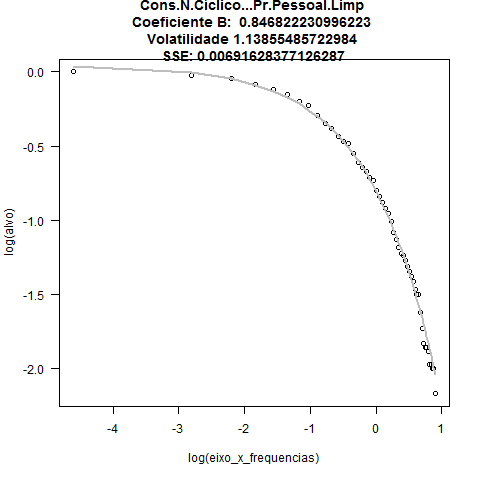 Cons.N.Ciclico...Pr.Pessoal.Limp
Coeficiente B:  0.846822230996223
Volatilidade 1.13855485722984
SSE: 0.00691628377126287
0.0
-0.5
-1.0
-1.5
-2.0
log(alvo)
-4
-3
-2
-1
0
1
log(eixo_x_frequencias)